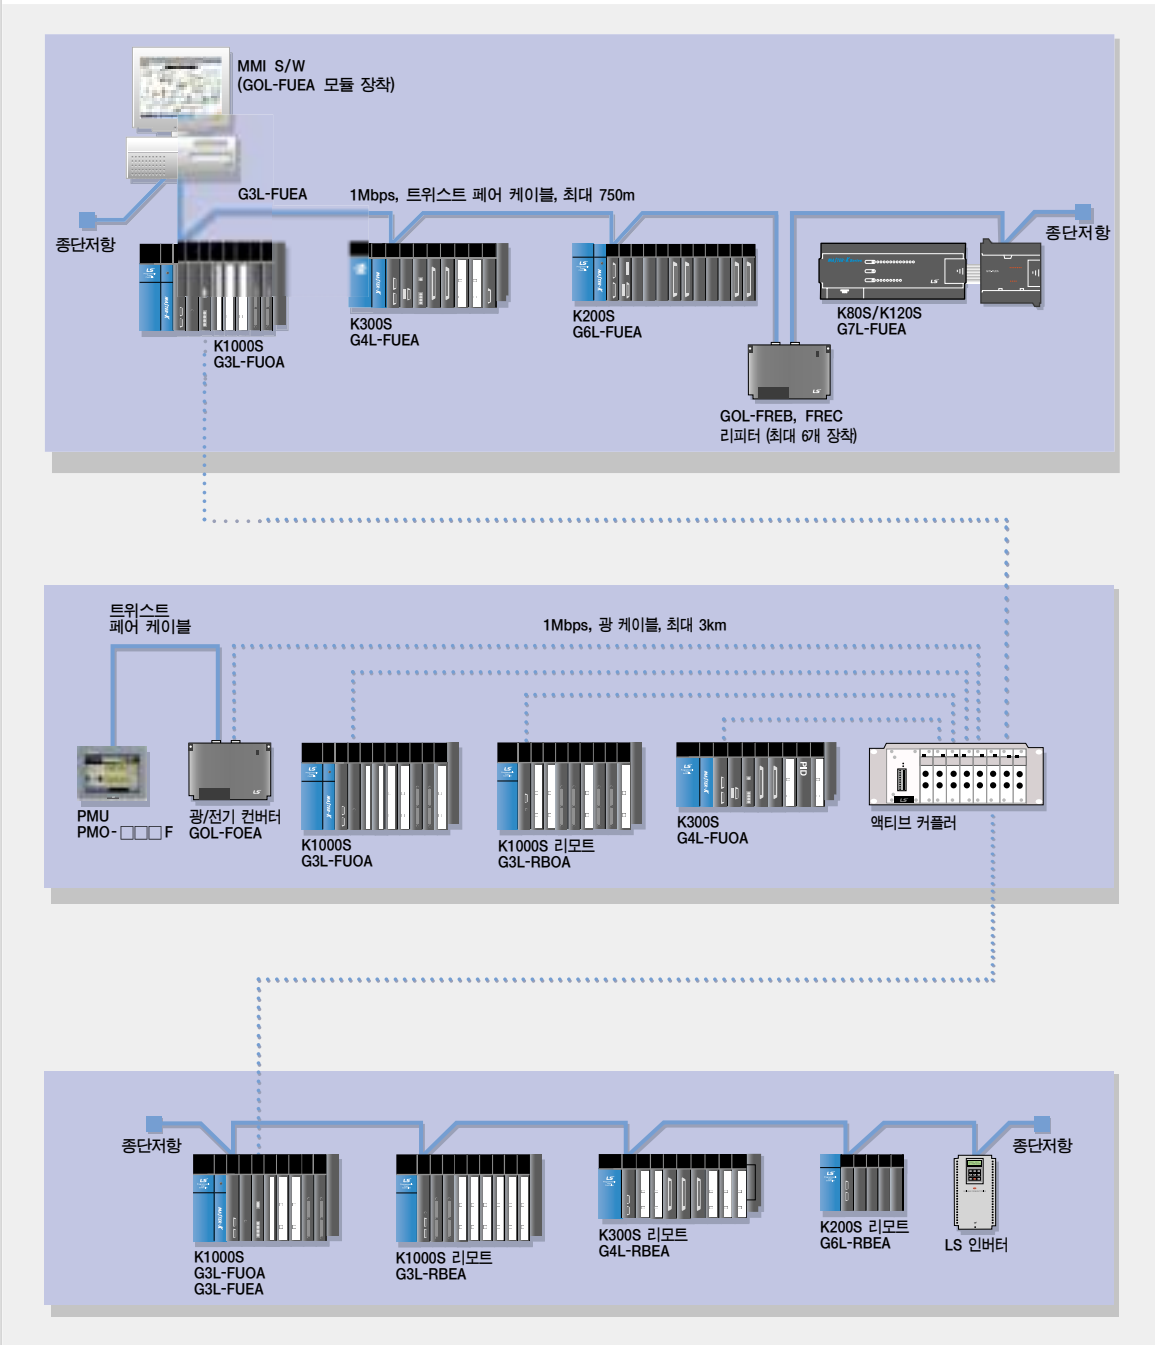 MMI S/W
(GOL-FUEA 모듈 장착)
G3L-FUEA
1Mbps, 트위스트 페어 케이블, 최대 750m
종단저항
종단저항
K1000S
G3L-FUOA
K300S
G4L-FUEA
K200S
G6L-FUEA
K80S/K120S
G7L-FUEA
GOL-FREB, FREC
리피터 (최대 6개 장착)
트위스트
페어 케이블
1Mbps, 광 케이블, 최대 3km
PMU
PMO-□□□F
광/전기 컨버터
GOL-FOEA
K1000S
G3L-FUOA
K1000S 리모트
G3L-RBOA
PID
K300S
G4L-FUOA
액티브 커플러
종단저항
종단저항
K1000S
G3L-FUOA
G3L-FUEA
K1000S 리모트
G3L-RBEA
K300S 리모트
G4L-RBEA
K200S 리모트
G6L-RBEA
LS 인버터